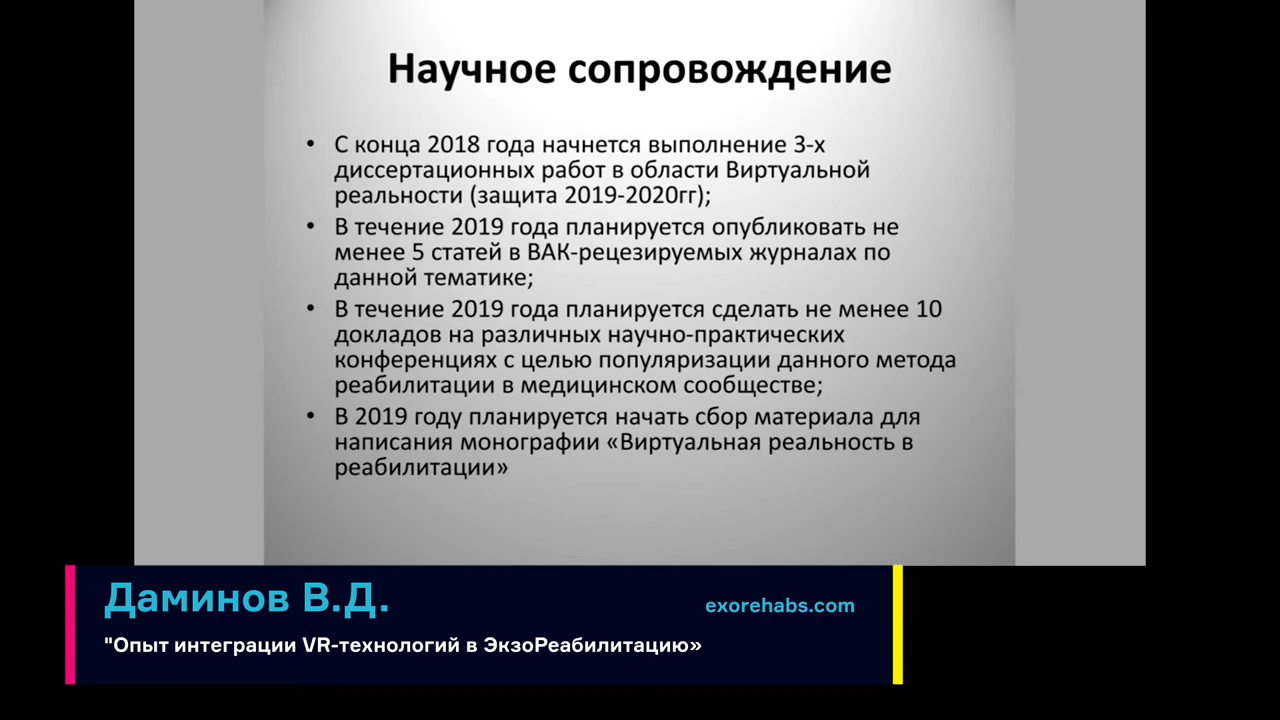 Научное сопровождение
• С конца 2018 года начнется выполнение 3-х
диссертационных работ в области Виртуальной
реальности (защита 2019-2020гг);
• В течение 2019 года планируется опубликовать не
менее 5 статей в ВАК-рецезируемых журналах по
данной тематике;
• В течение 2019 года планируется сделать не менее 10
докладов на различных научно-практических
конференциях с целью популяризации данного метода
реабилитации в медицинском сообществе;
• В 2019 году планируется начать сбор материала для
написания монографии «Виртуальная реальность в
реабилитации»
Даминов В.Д.
exorehabs.com
"Опыт интеграции VR-технологий в ЭкзоРеабилитацию»